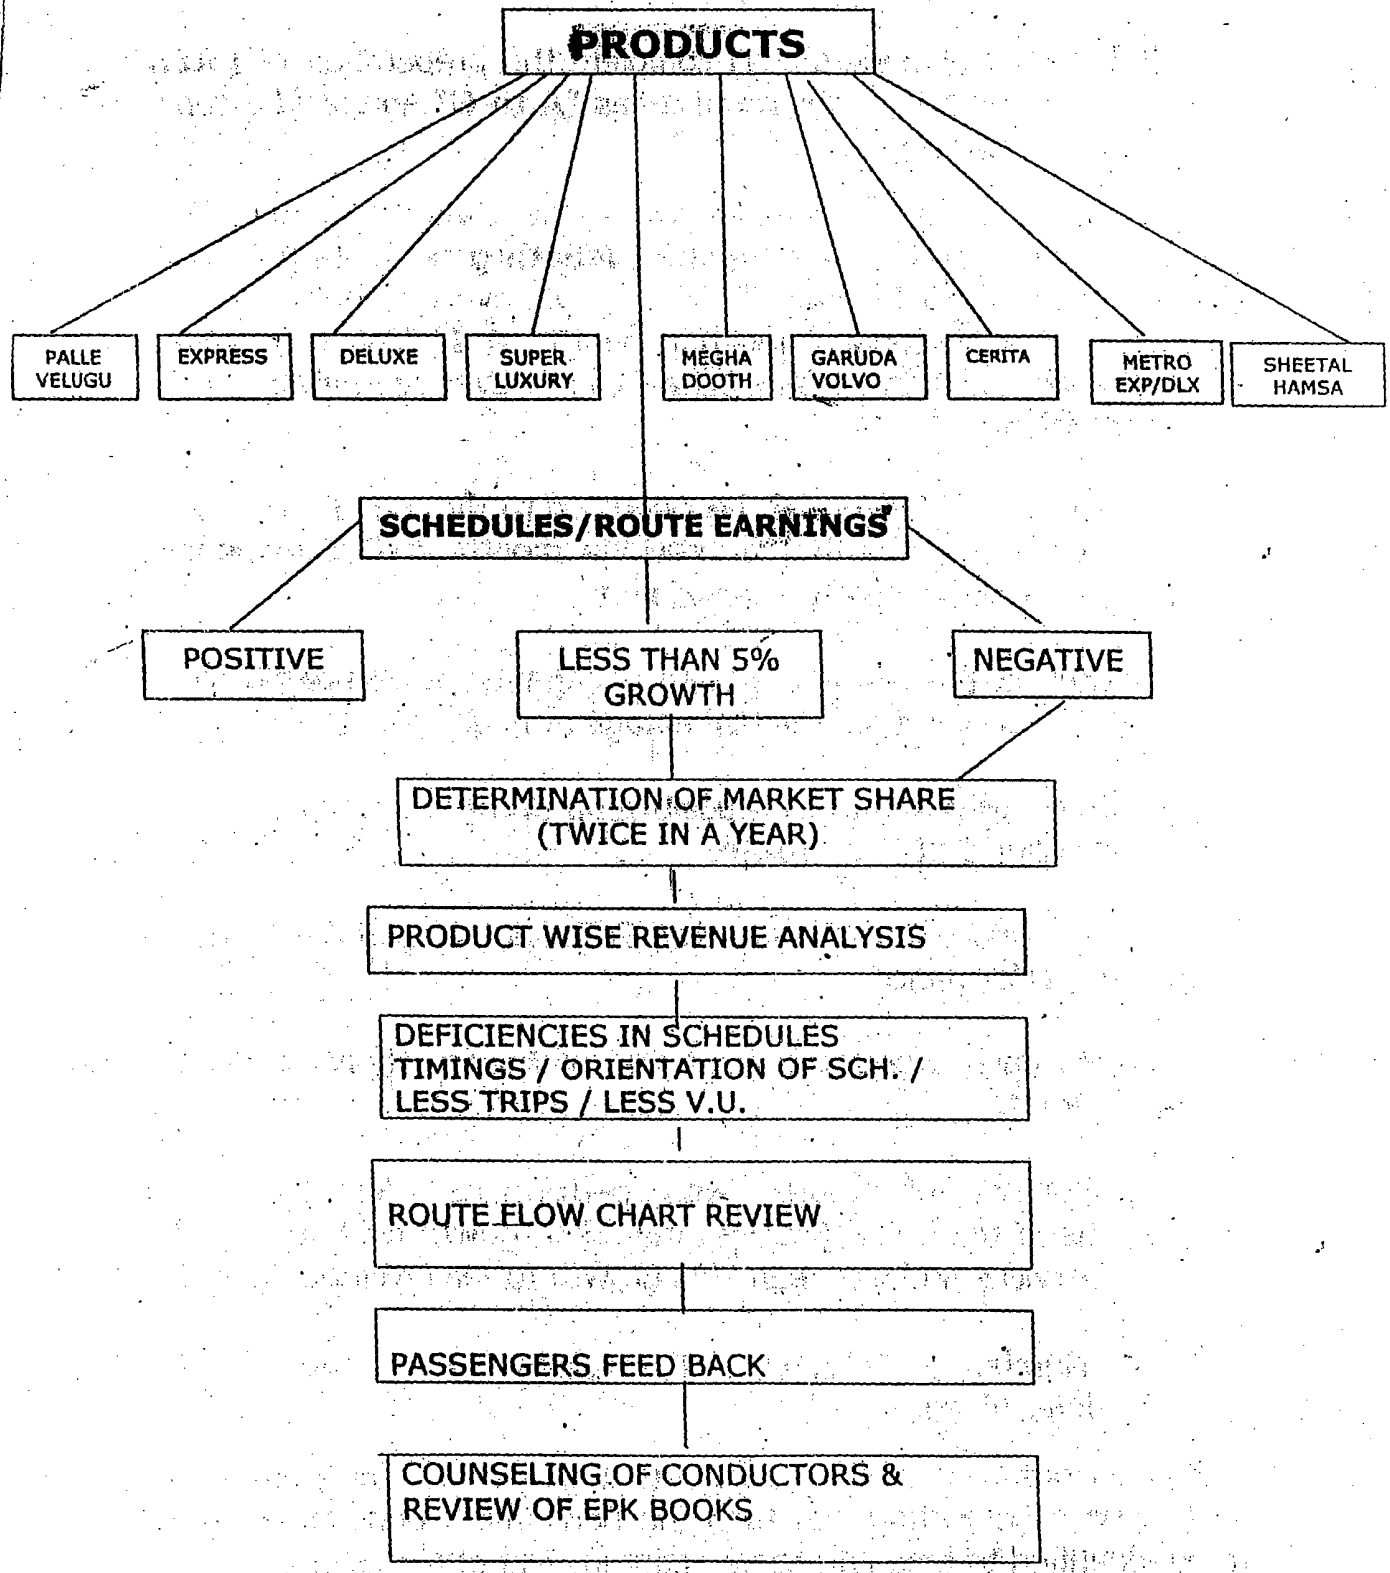 PRODUCTS
PALLE
VELUGU
EXPRESS
DELUXE
SUPER
LUXURY
MEGHA
DOOTH
GARUDA
VOLVO
CERITA
METRO
EXP/DLX
SHEETAL
HAMSA
SCHEDULES/ROUTE EARNINGS
POSITIVE
LESS THAN 5%
GROWTH
NEGATIVE
DETERMINATION OF MARKET SHARE
(TWICE IN A YEAR)
PRODUCT WISE REVENUE ANALYSIS
DEFICIENCIES IN SCHEDULES
TIMINGS / ORIENTATION OF SCH. /
LESS TRIPS / LESS V.U.
ROUTE FLOW CHART REVIEW
PASSENGERS FEED BACK
COUNSELING OF CONDUCTORS &
REVIEW OF EPK BOOKS